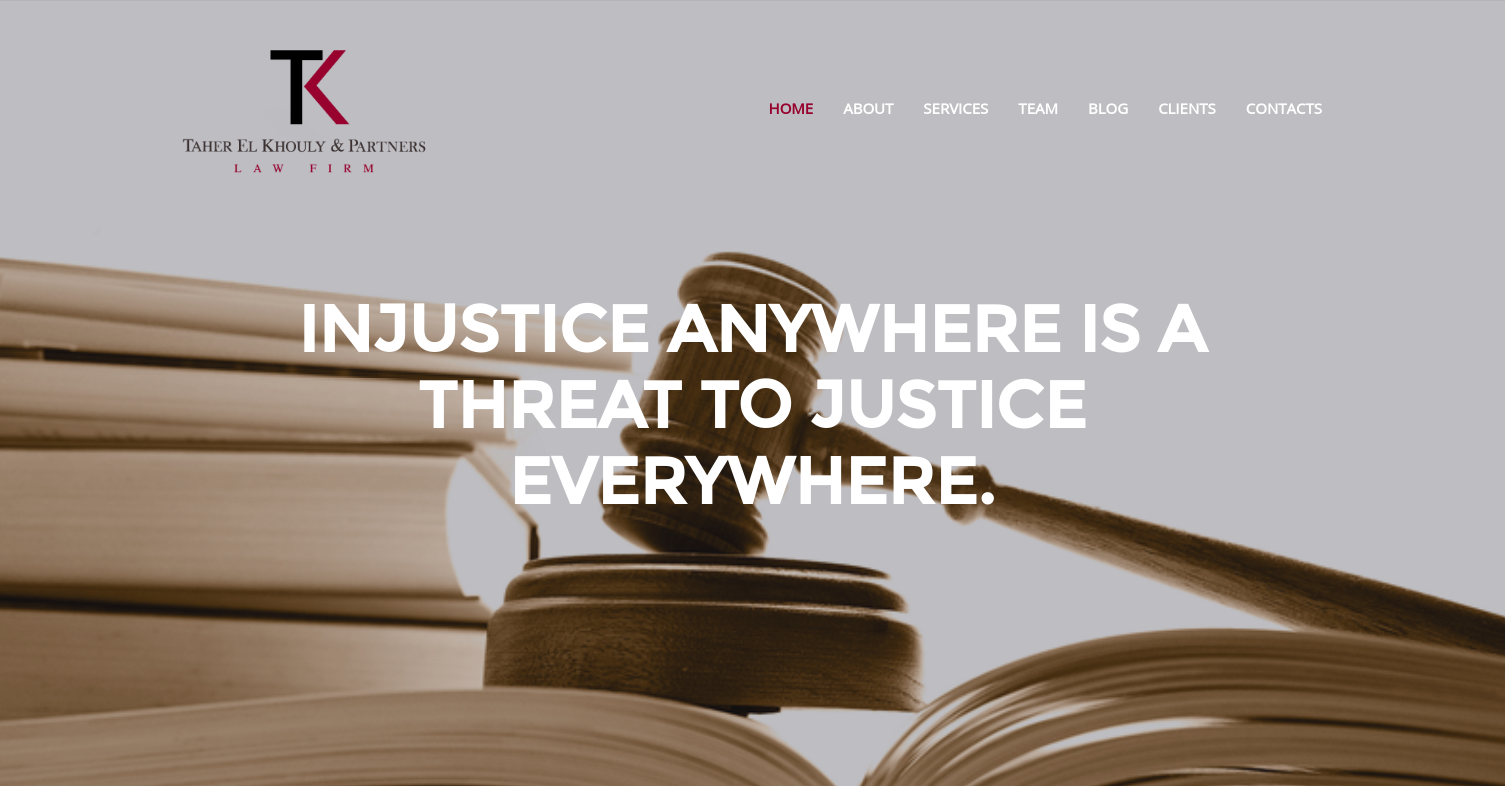 TK
TAHER EL KHOULY & PARTNERS
LAW FIRM
HOME ABOUT SERVICES TEAM BLOG CLIENTS CONTACTS
INJUSTICE ANYWHERE IS A
THREAT TO JUSTICE
EVERYWHERE.